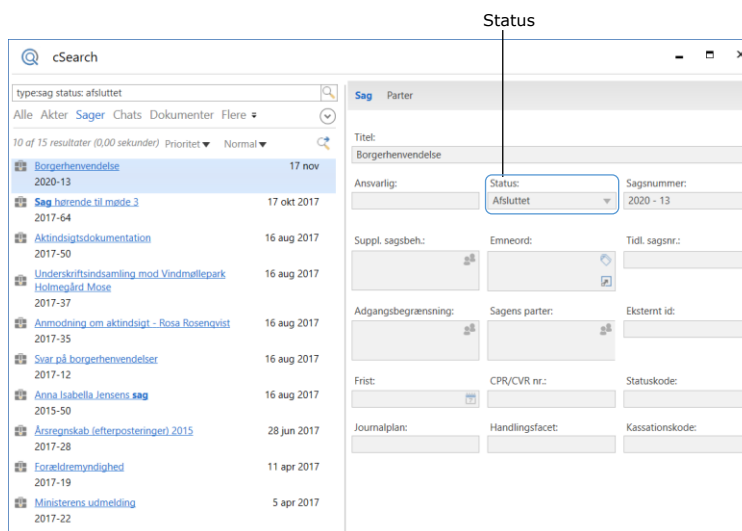 Status
cSearch
type:sag status: afsluttet
Alle Akter Sager Chats Dokumenter Flere
10 af 15 resultater (0,00 sekunder) Prioritet Normal
Borgerhenvendelse 17 nov
2020-13
Sag hørende til møde 3 17 okt 2017
2017-64
Aktindsigtsdokumentation 16 aug 2017
2017-50
Underskriftsindsamling mod Vindmøllepark 16 aug 2017
Holmegård Mose
2017-37
Anmodning om aktindsigt - Rosa Rosenqvist 16 aug 2017
2017-35
Svar på borgerhenvendelser 16 aug 2017
2017-12
Anna Isabella Jensens sag 16 aug 2017
2015-50
Årsregnskab (efterposteringer) 2015 28 jun 2017
2017-28
Forældremyndighed 11 apr 2017
2017-19
Ministerens udmelding 5 apr 2017
2017-22
Sag Parter
Titel:
Borgerhenvendelse
Ansvarlig: Status: Sagsnummer:
Afsluttet 2020 - 13
Suppl. sagsbeh.: Emneord: Tidl. sagsnr.:
Adgangsbegrænsning: Sagens parter: Eksternt id:
Frist: CPR/CVR nr.: Statuskode:
Journalplan: Handlingsfacet: Kassationskode: